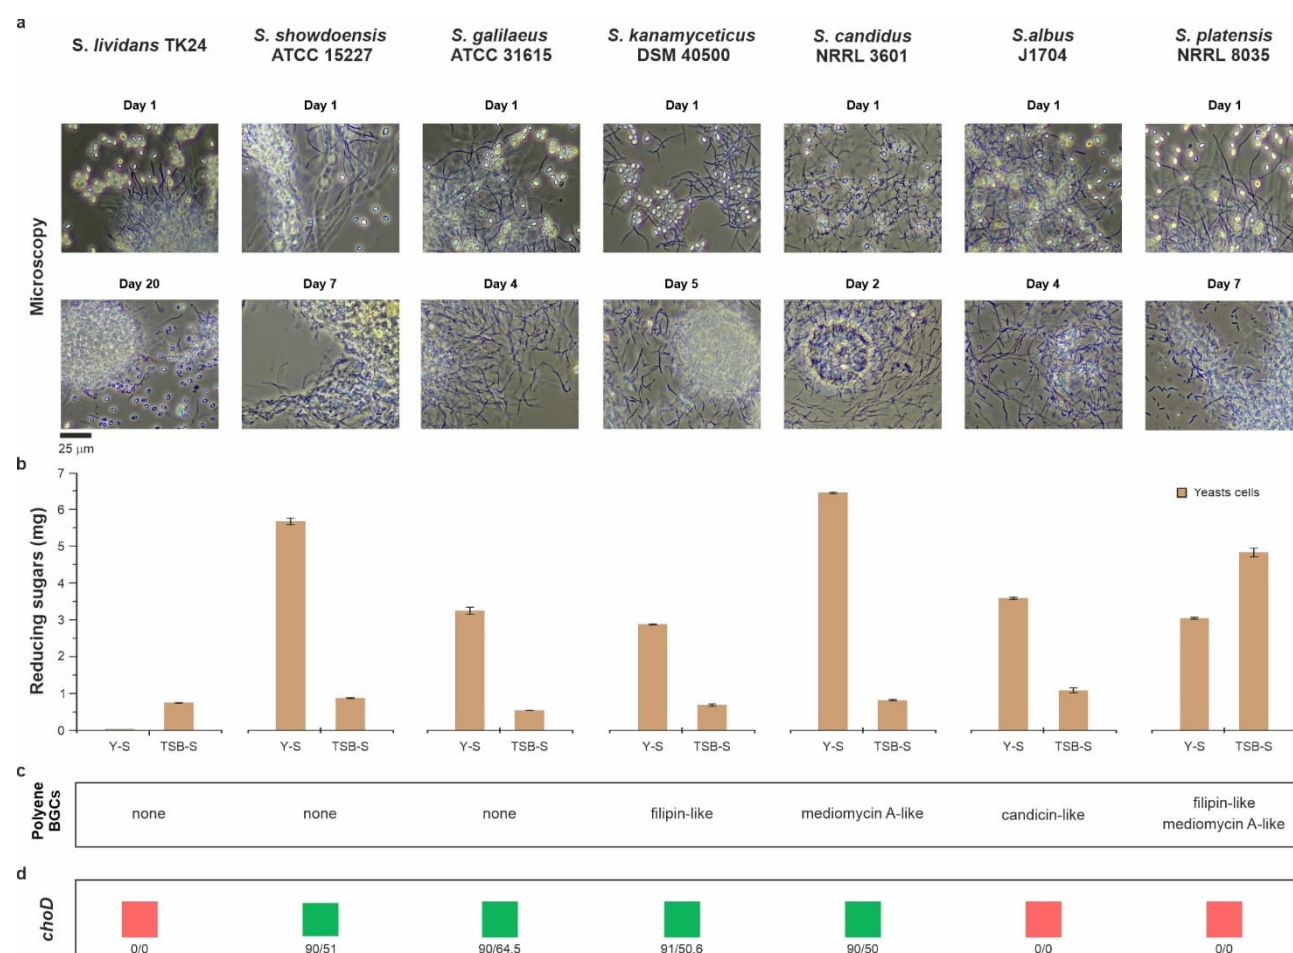 a
S. lividans TK24
S. showdoensis
ATCC 15227
S. galilaeus
ATCC 31615
S. kanamyceticus
DSM 40500
S. candidus
NRRL 3601
S.albus
J1704
S. platensis
NRRL 8035
Day 1
Day 1
Day 1
Day 1
Day 1
Day 1
Day 1
Microscopy
Day 20
Day 7
Day 4
Day 5
Day 2
Day 4
Day 7
25 µm
b
Reducing sugars (mg)
7
6
5
4
3
2
1
0
Yeasts cells
Y-S
TSB-S
Y-S
TSB-S
Y-S
TSB-S
Y-S
TSB-S
Y-S
TSB-S
Y-S
TSB-S
Y-S
TSB-S
c
Polyene
BGCs
none
none
none
filipin-like
mediomycin A-like
candicin-like
filipin-like
mediomycin A-like
d
choD
0/0
90/51
90/64.5
91/50.6
90/50
0/0
0/0